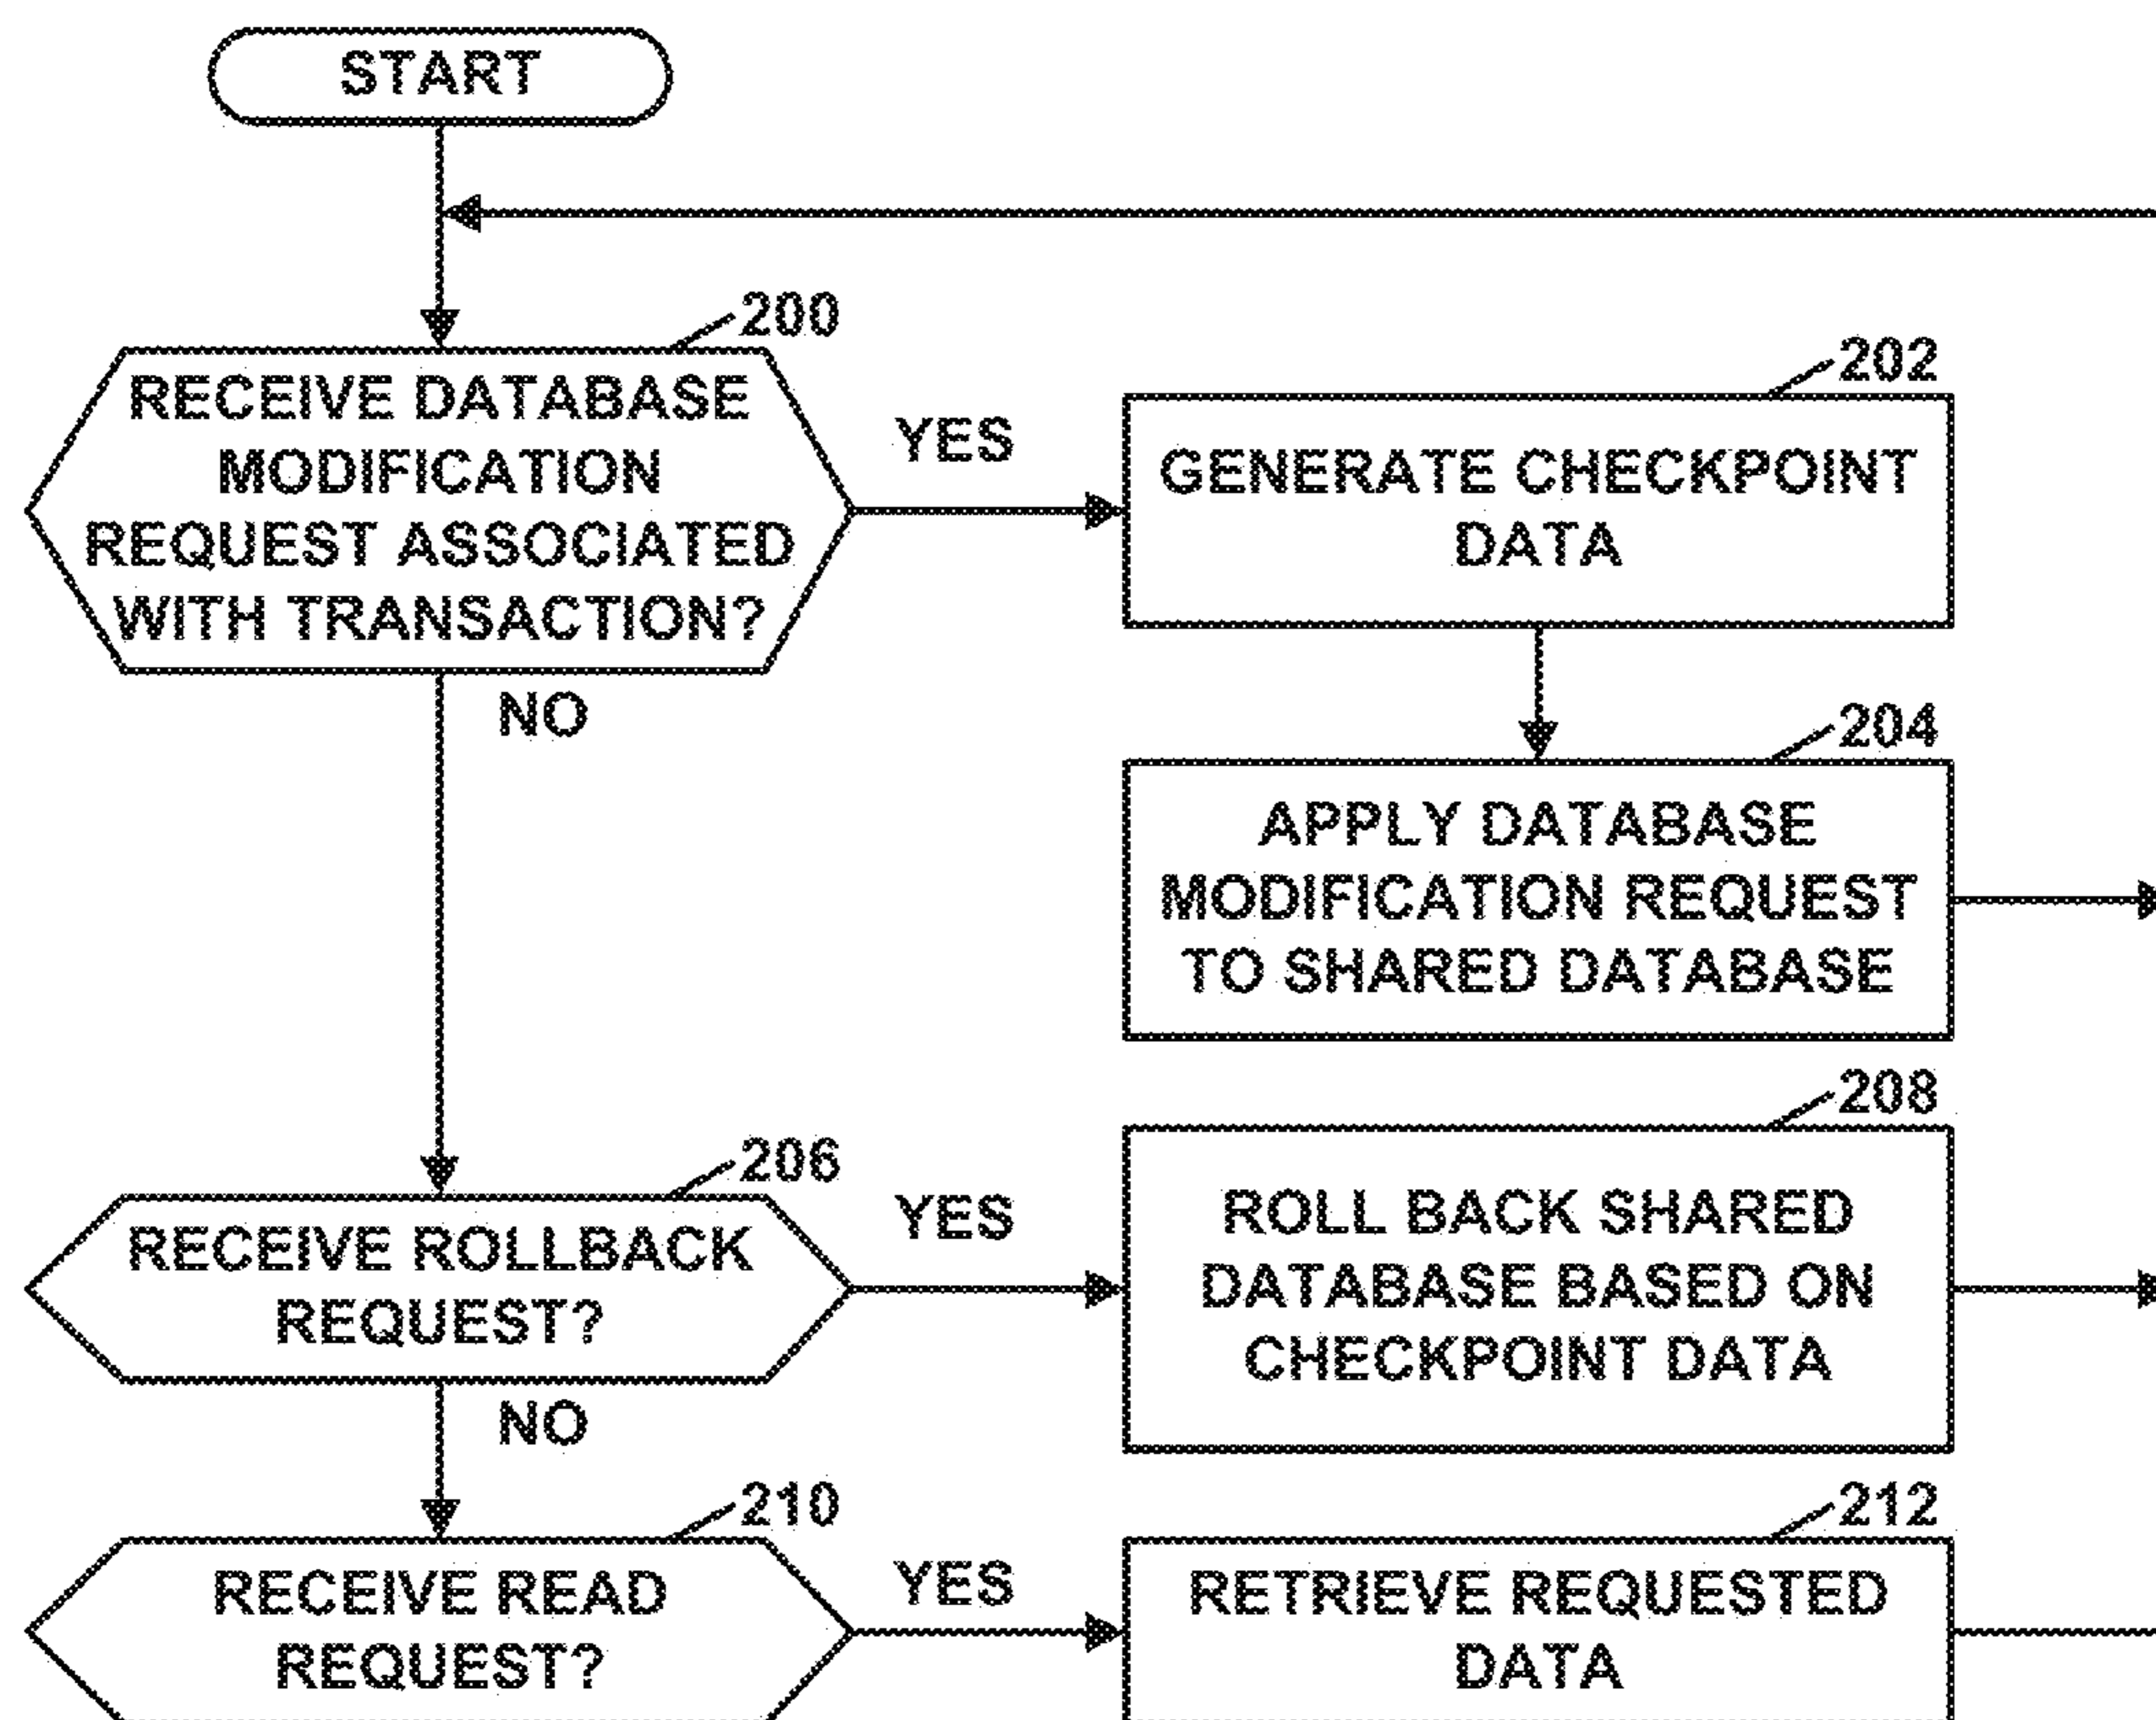 START
200
RECEIVE DATABASE
MODIFICATION
REQUEST ASSOCIATED
WITH TRANSACTION?
YES
202
GENERATE CHECKPOINT
DATA
NO
204
APPLY DATABASE
MODIFICATION REQUEST
TO SHARED DATABASE
206
RECEIVE ROLLBACK
REQUEST?
YES
208
ROLL BACK SHARED
DATABASE BASED ON
CHECKPOINT DATA
NO
210
RECEIVE READ
REQUEST?
YES
212
RETRIEVE REQUESTED
DATA